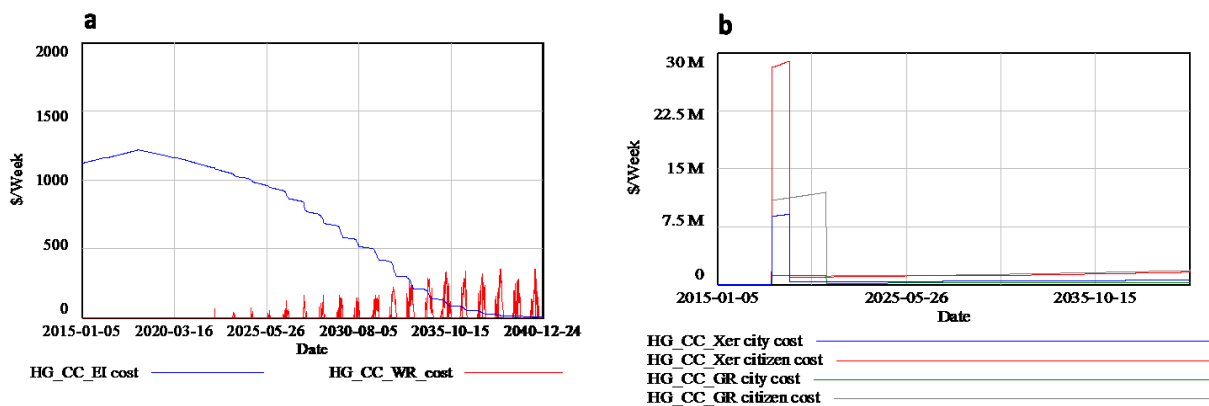 a
2000
1500
1000
500
0
$/Week
2015-01-05 2020-03-16 2025-05-26 2030-08-05 2035-10-15 2040-12-24
Date
HG_CC_EI cost
HG_CC_WR_cost
b
30 M
22.5 M
15 M
7.5 M
0
$/Week
2015-01-05 2025-05-26 2035-10-15
Date
HG_CC_Xer city cost
HG_CC_Xer citizen cost
HG_CC_GR city cost
HG_CC_GR citizen cost